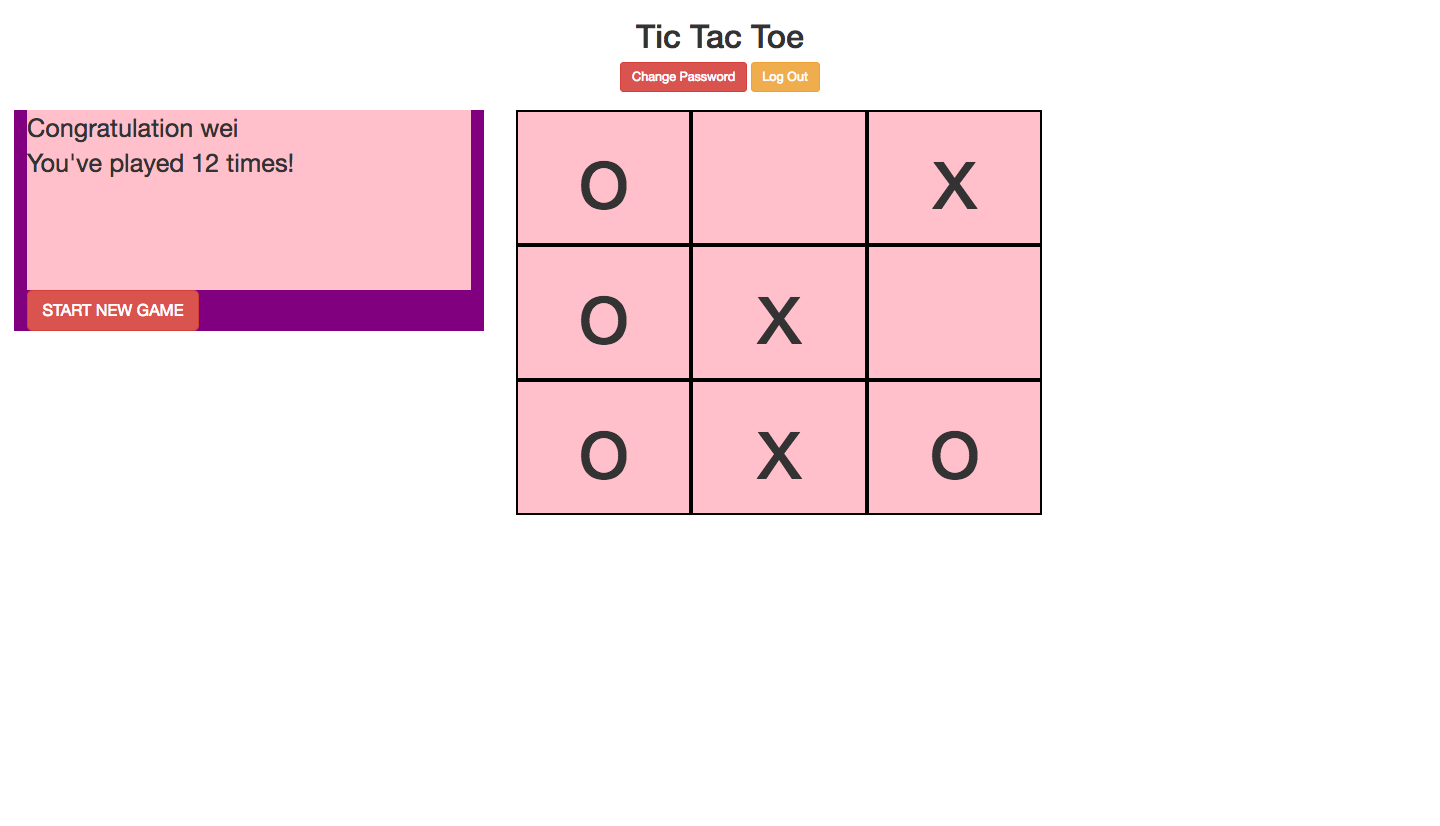 Tic Tac Toe
Change Password Log Out
Congratulation wei
You've played 12 times!
START NEW GAME
O X
O X
O X O